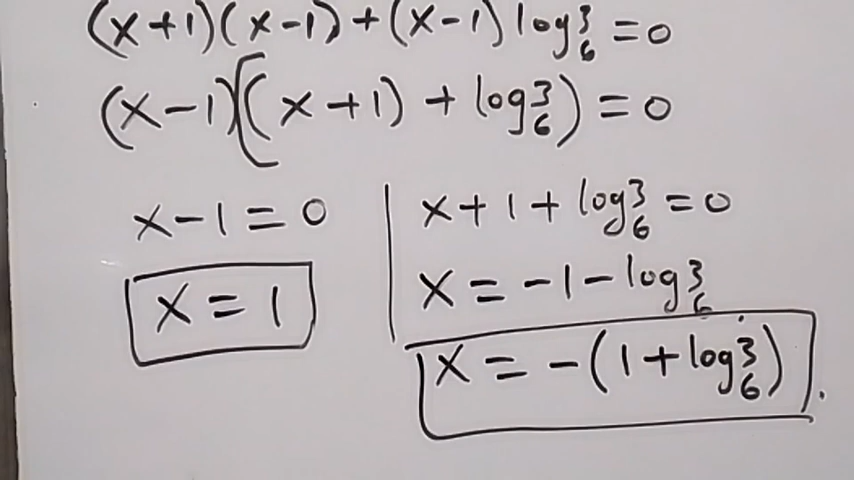 (x+1)(x-1)+(x-1)log₆³=0
(x-1)((x+1)+log₆³)=0
x-1=0
x=1
x+1+log₆³=0
x=-1-log₆³
x=-(1+log₆³).